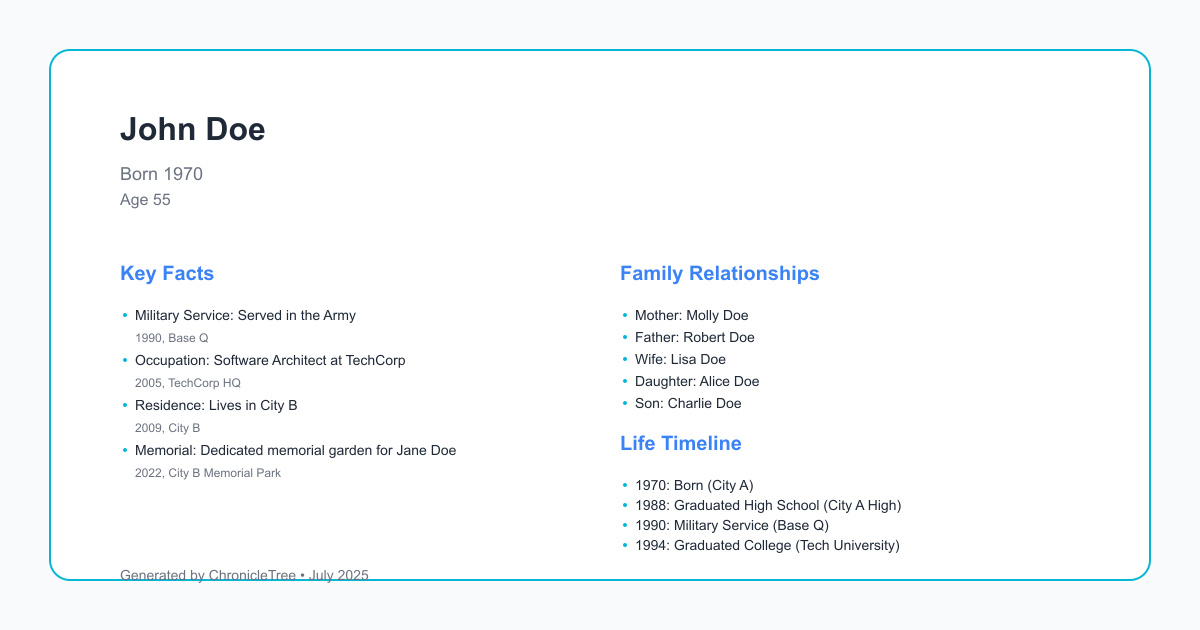 John Doe
Born 1970
Age 55
Key Facts
• Military Service: Served in the Army
1990, Base Q
• Occupation: Software Architect at TechCorp
2005, TechCorp HQ
• Residence: Lives in City B
2009, City B
• Memorial: Dedicated memorial garden for Jane Doe
2022, City B Memorial Park
Family Relationships
• Mother: Molly Doe
• Father: Robert Doe
• Wife: Lisa Doe
• Daughter: Alice Doe
• Son: Charlie Doe
Life Timeline
• 1970: Born (City A)
• 1988: Graduated High School (City A High)
• 1990: Military Service (Base Q)
• 1994: Graduated College (Tech University)
Generated by ChronicleTree • July 2025